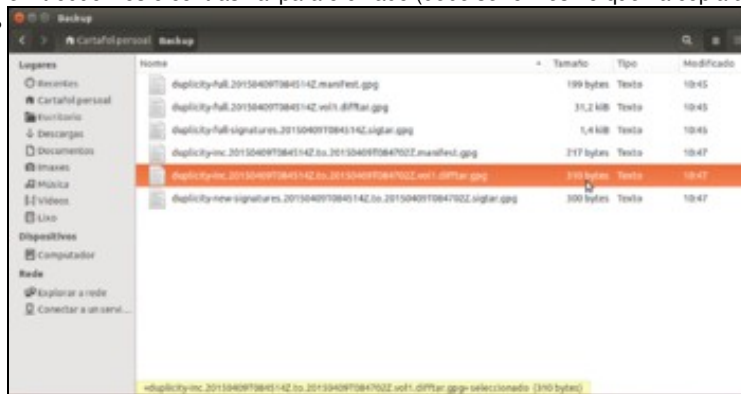 Backup
Cartafol persoal Backup
Lugares
Recentes
Cartafol persoal
Escritorio
Descargas
Documentos
Imaxes
Música
Vídeos
Lixo
Dispositivos
Computador
Rede
Explorar a rede
Conectar a un servi...
Nome Tamaño Tipo Modificado
duplicity-full.20150409T084514Z.manifest.gpg 199 bytes Texto 10:45
duplicity-full.20150409T084514Z.vol1.difftar.gpg 31,2 kiB Texto 10:45
duplicity-full-signatures.20150409T084514Z.sigtar.gpg 1,4 kiB Texto 10:45
duplicity-inc.20150409T084514Z.to.20150409T084702Z.manifest.gpg 217 bytes Texto 10:47
duplicity-inc.20150409T084514Z.to.20150409T084702Z.vol1.difftar.gpg 310 bytes Texto 10:47
duplicity-new-signatures.20150409T084514Z.to.20150409T084702Z.sigtar.gpg 300 bytes Texto 10:47
«duplicity-inc.20150409T084514Z.to.20150409T084702Z.vol1.difftar.gpg» seleccionado (310 bytes)